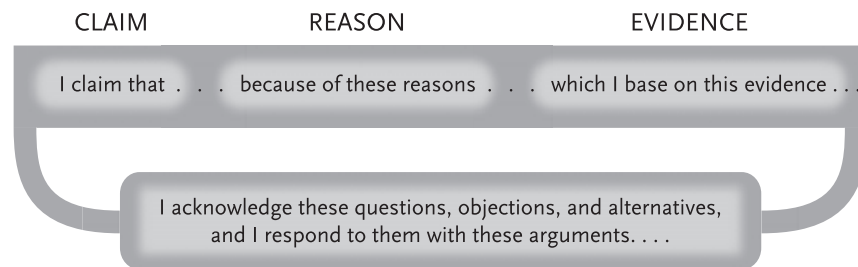 CLAIM REASON EVIDENCE
I claim that . . . because of these reasons . . . which I base on this evidence . . .
I acknowledge these questions, objections, and alternatives,
and I respond to them with these arguments. . . .